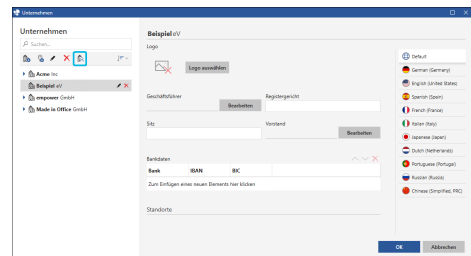 Unternehmen
Unternehmen
Suchen...
Acme Inc
Beispiel eV
empower GmbH
Made in Office GmbH
Beispiel eV
Logo
Logo auswählen
Geschäftsführer
Bearbeiten
Registergericht
Sitz
Vorstand
Bearbeiten
Bankdaten
Bank IBAN BIC
Zum Einfügen eines neuen Elements hier klicken
Standorte
Default
German (Germany)
English (United States)
Spanish (Spain)
French (France)
Italian (Italy)
Japanese (Japan)
Dutch (Netherlands)
Portuguese (Portugal)
Russian (Russia)
Chinese (Simplified, PRC)
OK Abbrechen